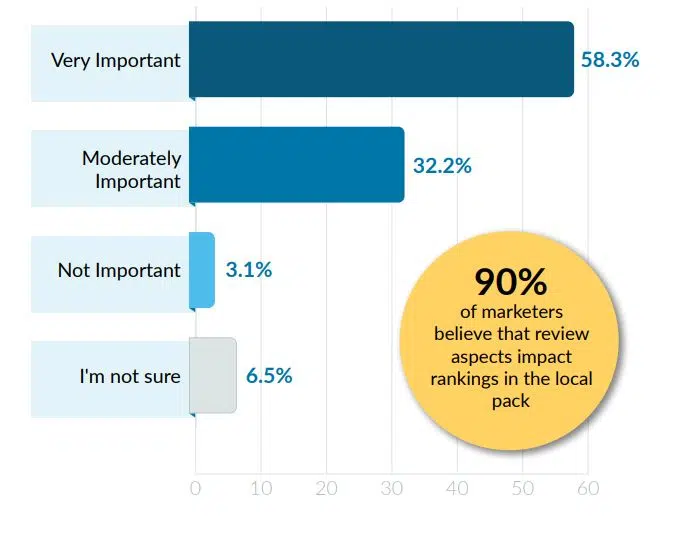 Very Important
58.3%
Moderately
Important
32.2%
Not Important
3.1%
I'm not sure
6.5%
90%
of marketers
believe that review
aspects impact
rankings in the local
pack
0 10 20 30 40 50 60